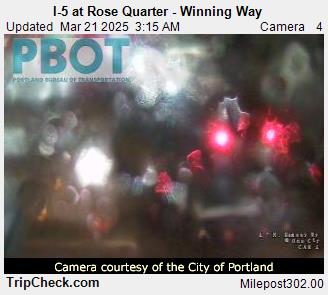 I-5 at Rose Quarter - Winning Way
Updated Mar 21 2025 3:15 AM Camera 4
PBOT
PORTLAND BUREAU OF TRANSPORTATION
Camera courtesy of the City of Portland
TripCheck.com Milepost302.00